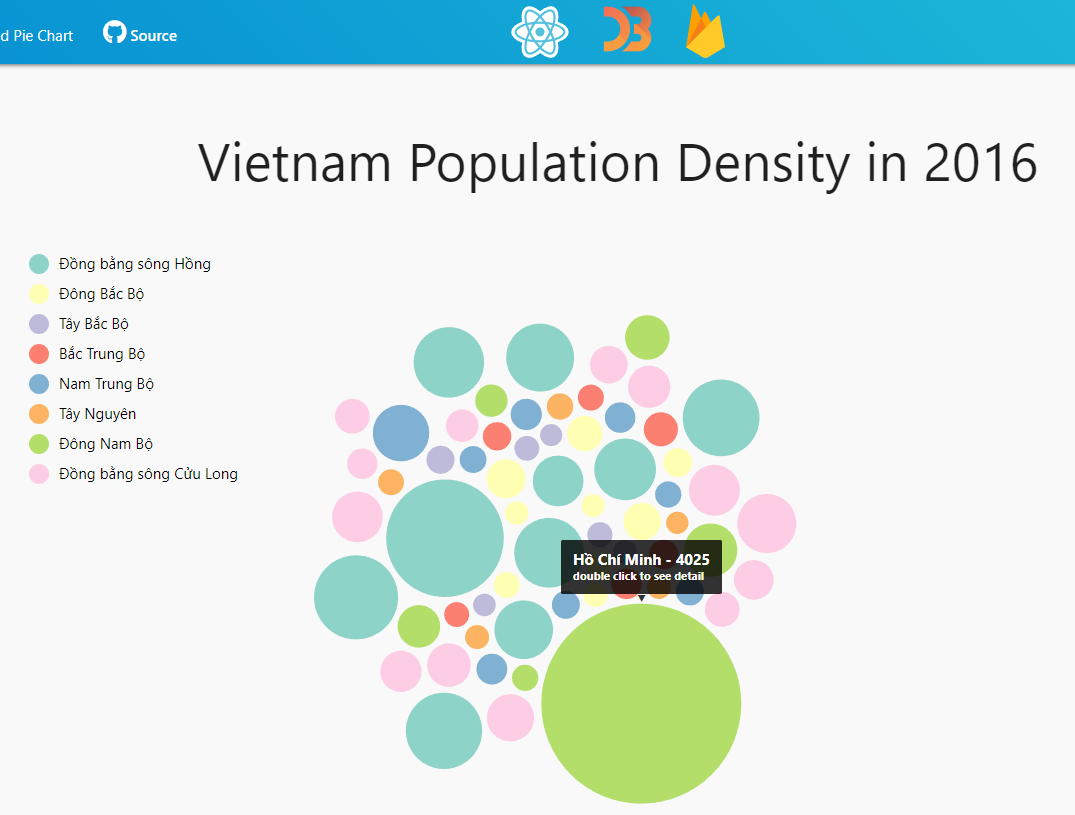 d Pie Chart
Source
Vietnam Population Density in 2016
Đồng bằng sông Hồng
Đông Bắc Bộ
Tây Bắc Bộ
Bắc Trung Bộ
Nam Trung Bộ
Tây Nguyên
Đông Nam Bộ
Đồng bằng sông Cửu Long
Hồ Chí Minh - 4025
double click to see detail